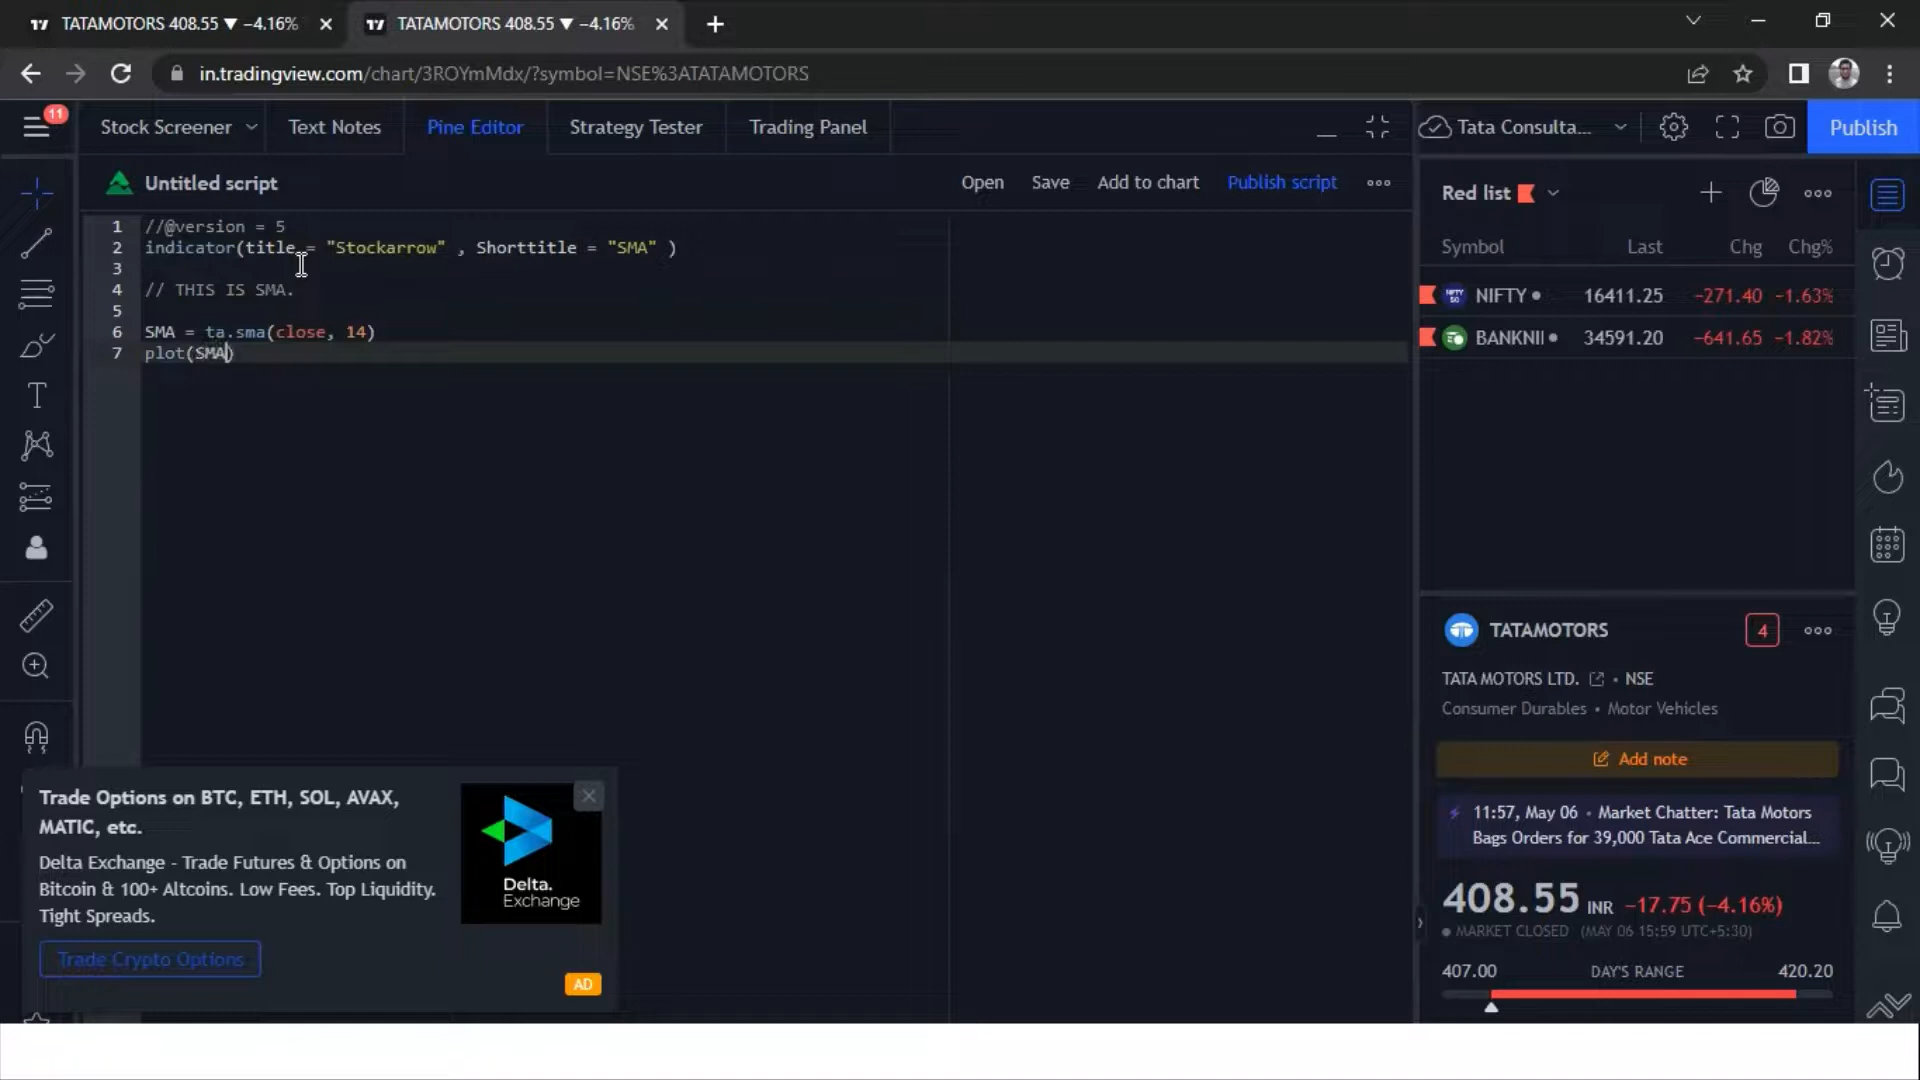 TATAMOTORS 408.55 ▼ −4.16%
TATAMOTORS 408.55 ▼ −4.16%
in.tradingview.com/chart/3ROYmMdx/?symbol=NSE%3ATATAMOTORS
11
Stock Screener
Text Notes
Pine Editor
Strategy Tester
Trading Panel
Tata Consulta...
Publish
Untitled script
Open
Save
Add to chart
Publish script
1 //@version = 5
2 indicator(title = "Stockarrow" , Shorttitle = "SMA" )
3
4 // THIS IS SMA.
5
6 SMA = ta.sma(close, 14)
7 plot(SMA)
Red list
Symbol Last Chg Chg%
NIFTY 16411.25 −271.40 −1.63%
BANKNII 34591.20 −641.65 −1.82%
TATAMOTORS
4
TATA MOTORS LTD. • NSE
Consumer Durables • Motor Vehicles
Add note
11:57, May 06 • Market Chatter: Tata Motors
Bags Orders for 39,000 Tata Ace Commercial...
408.55 INR −17.75 (−4.16%)
MARKET CLOSED (MAY 06 15:59 UTC+5:30)
407.00 DAY'S RANGE 420.20
Trade Options on BTC, ETH, SOL, AVAX,
MATIC, etc.
Delta Exchange - Trade Futures & Options on
Bitcoin & 100+ Altcoins. Low Fees. Top Liquidity.
Tight Spreads.
Trade Crypto Options
Delta.
Exchange
AD